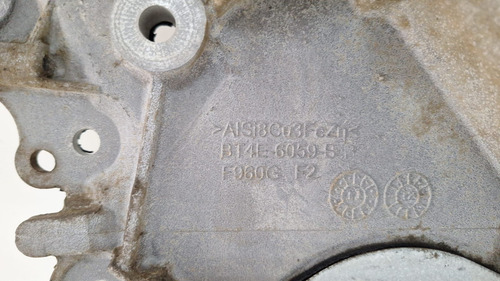 >AlSi8Cu3FeZn<
BT4E-6059-B
F960G F2